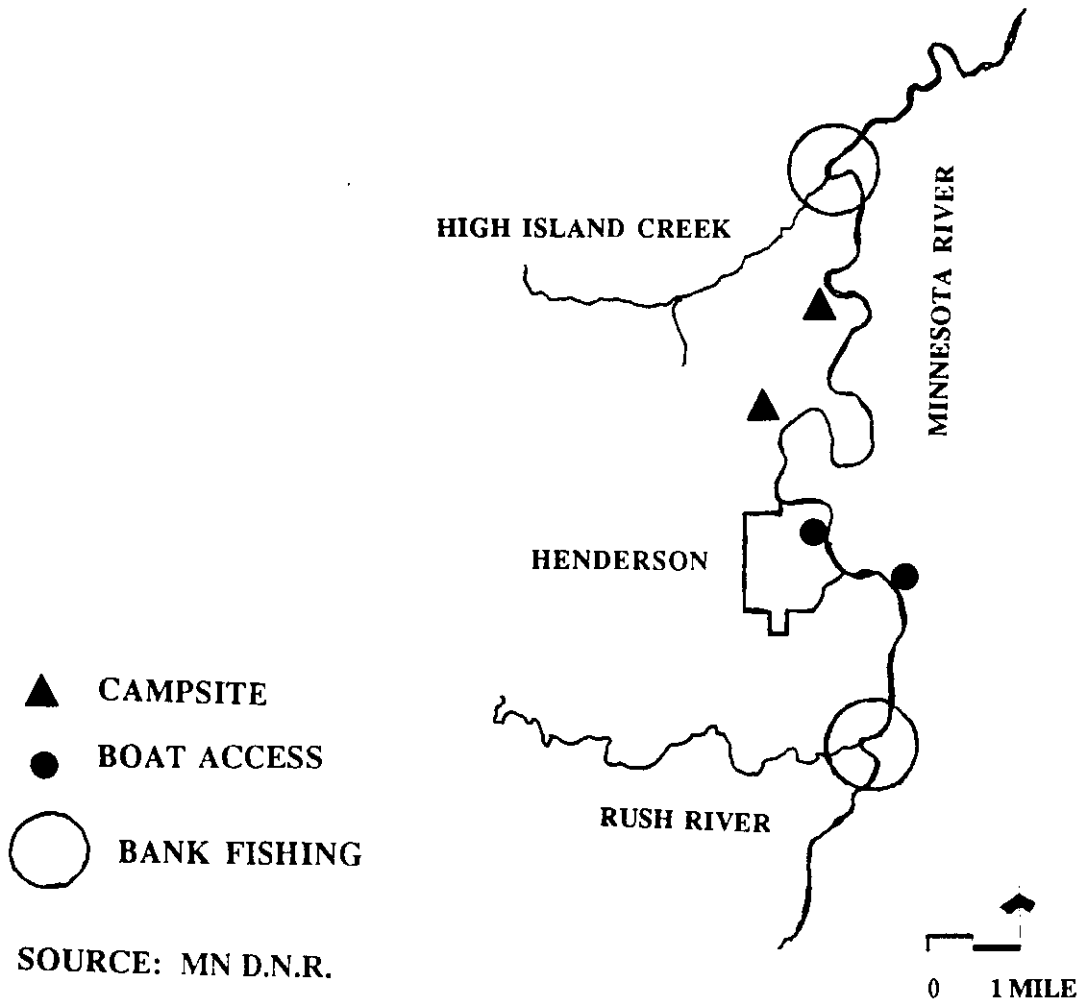 HIGH ISLAND CREEK
MINNESOTA RIVER
HENDERSON
CAMPSITE
BOAT ACCESS
RUSH RIVER
BANK FISHING
SOURCE: MN D.N.R.
0 1 MILE